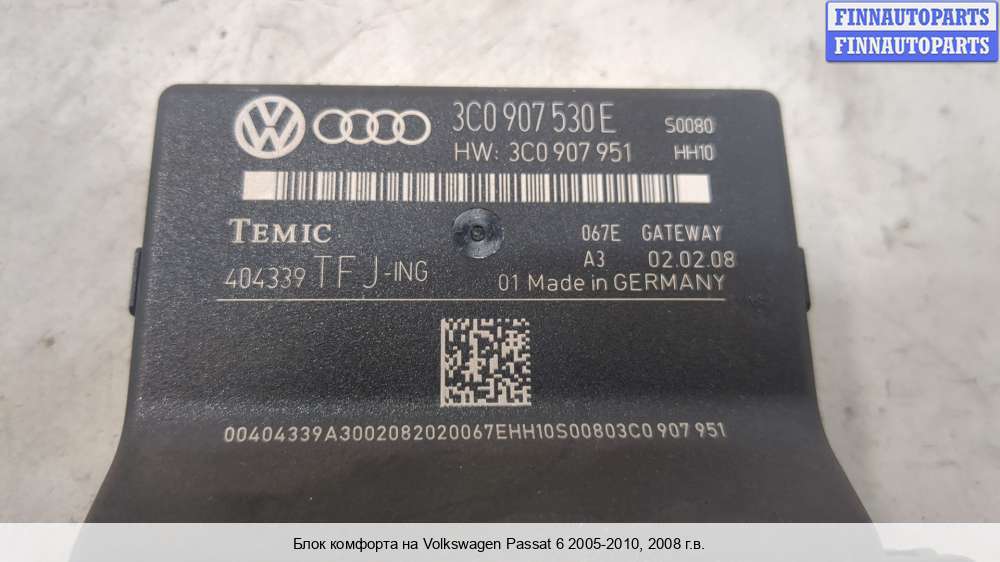 FINNAUTOPARTS
FINNAUTOPARTS
3C0 907 530 E S0080
HW: 3C0 907 951 HH10
TEMIC 067E GATEWAY
A3 02.02.08
404339 TFJ-ING 01 Made in GERMANY
00404339A3002082020067EHH10S00803C0 907 951
Блок комфорта на Volkswagen Passat 6 2005-2010, 2008 г.в.